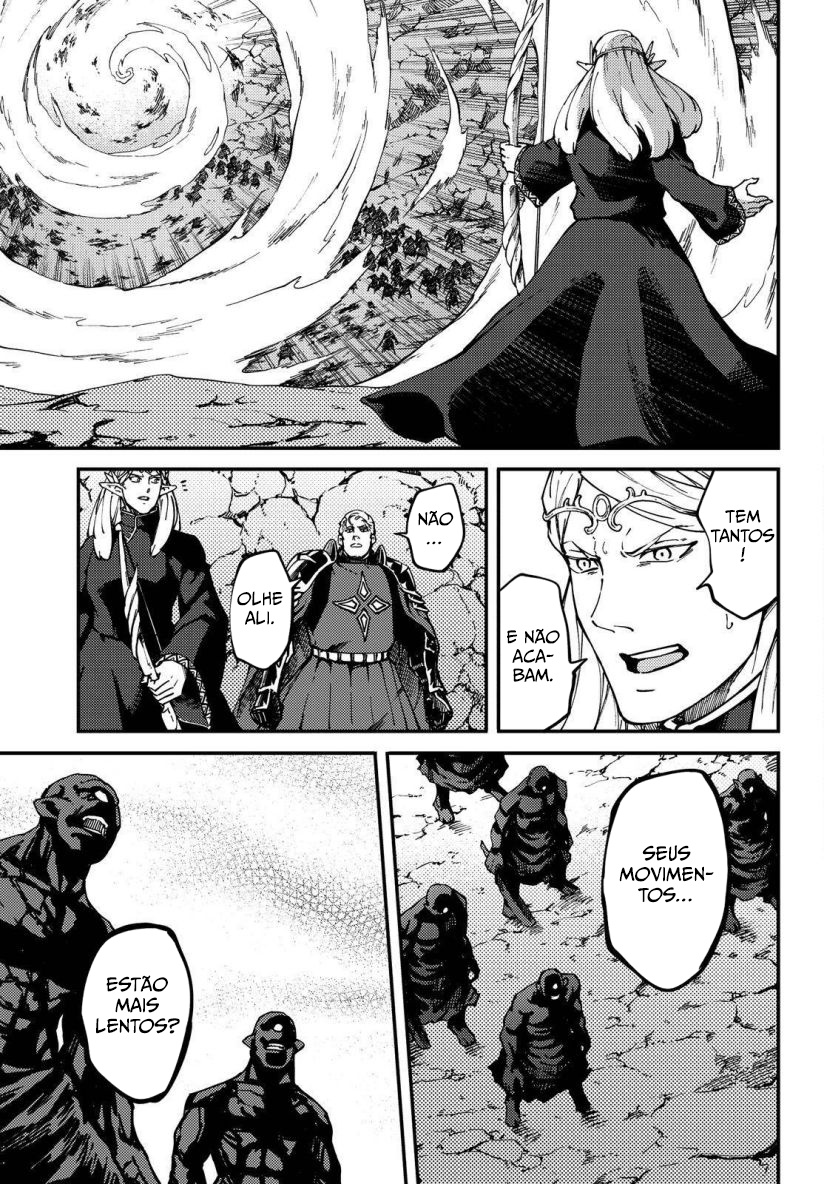 TEM
TANTOS
!
E NÃO
ACA-
BAM.
NÃO
...
OLHE
ALI.
SEUS
MOVIMEN-
TOS...
ESTÃO
MAIS
LENTOS?